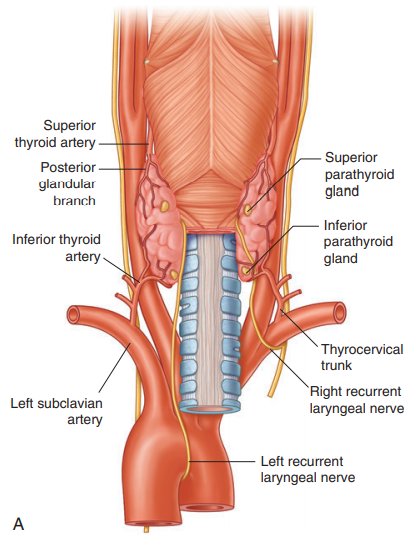 Superior
thyroid artery
Posterior
glandular
branch
Inferior thyroid
artery
Left subclavian
artery
Superior
parathyroid
gland
Inferior
parathyroid
gland
Thyrocervical
trunk
Right recurrent
laryngeal nerve
Left recurrent
laryngeal nerve
A